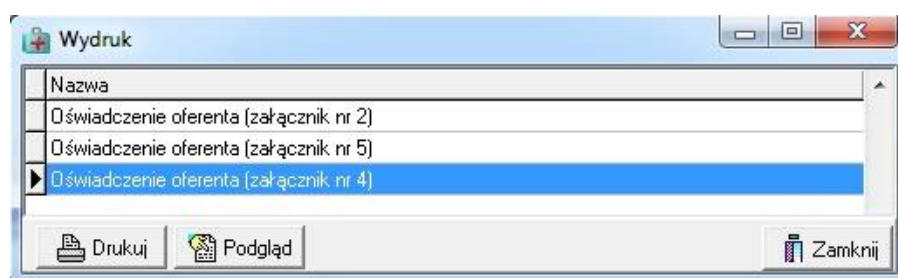 Wydruk
Nazwa
Oświadczenie oferenta (załącznik nr 2)
Oświadczenie oferenta (załącznik nr 5)
Oświadczenie oferenta (załącznik nr 4)
Drukuj Podgląd Zamknij